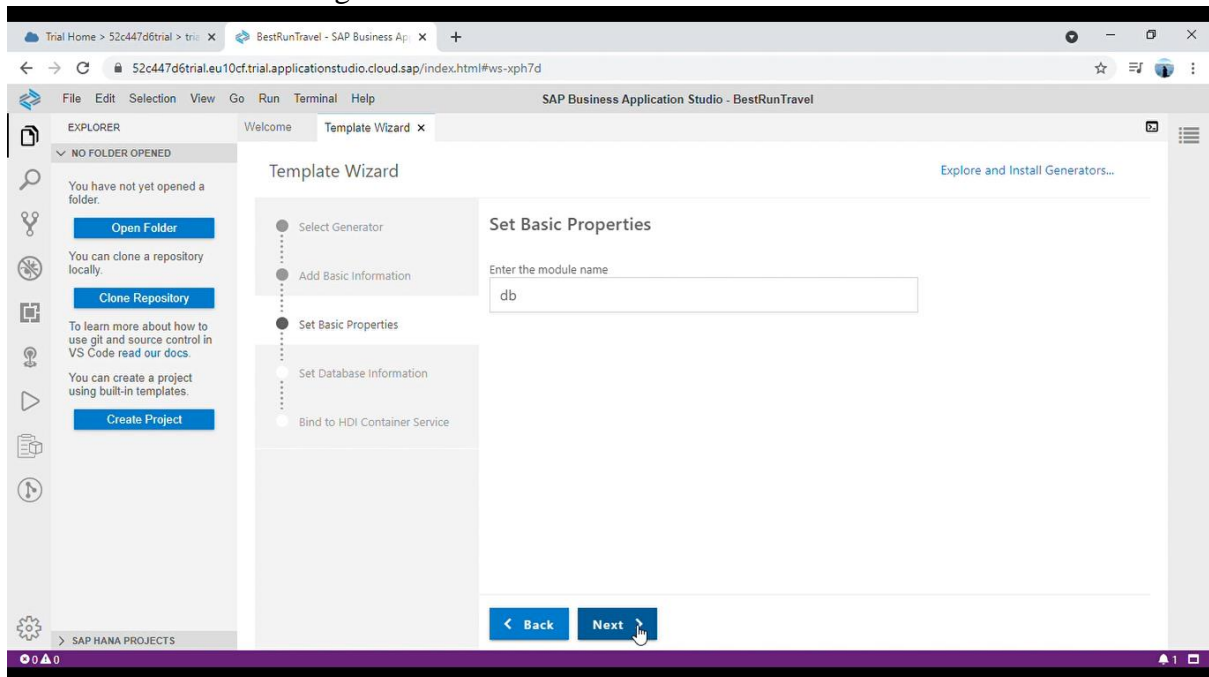 Trial Home > 52c447d6trial > tria
BestRunTravel - SAP Business Ap
52c447d6trial.eu10cf.trial.applicationstudio.cloud.sap/index.html#ws-xph7d
File Edit Selection View Go Run Terminal Help
SAP Business Application Studio - BestRunTravel
EXPLORER
Welcome
Template Wizard
NO FOLDER OPENED
Template Wizard
Explore and Install Generators...
You have not yet opened a
folder.
Open Folder
You can clone a repository
locally.
Clone Repository
To learn more about how to
use git and source control in
VS Code read our docs.
You can create a project
using built-in templates.
Create Project
Select Generator
Add Basic Information
Set Basic Properties
Set Database Information
Bind to HDI Container Service
Set Basic Properties
Enter the module name
db
< Back
Next >
SAP HANA PROJECTS
0 0
1